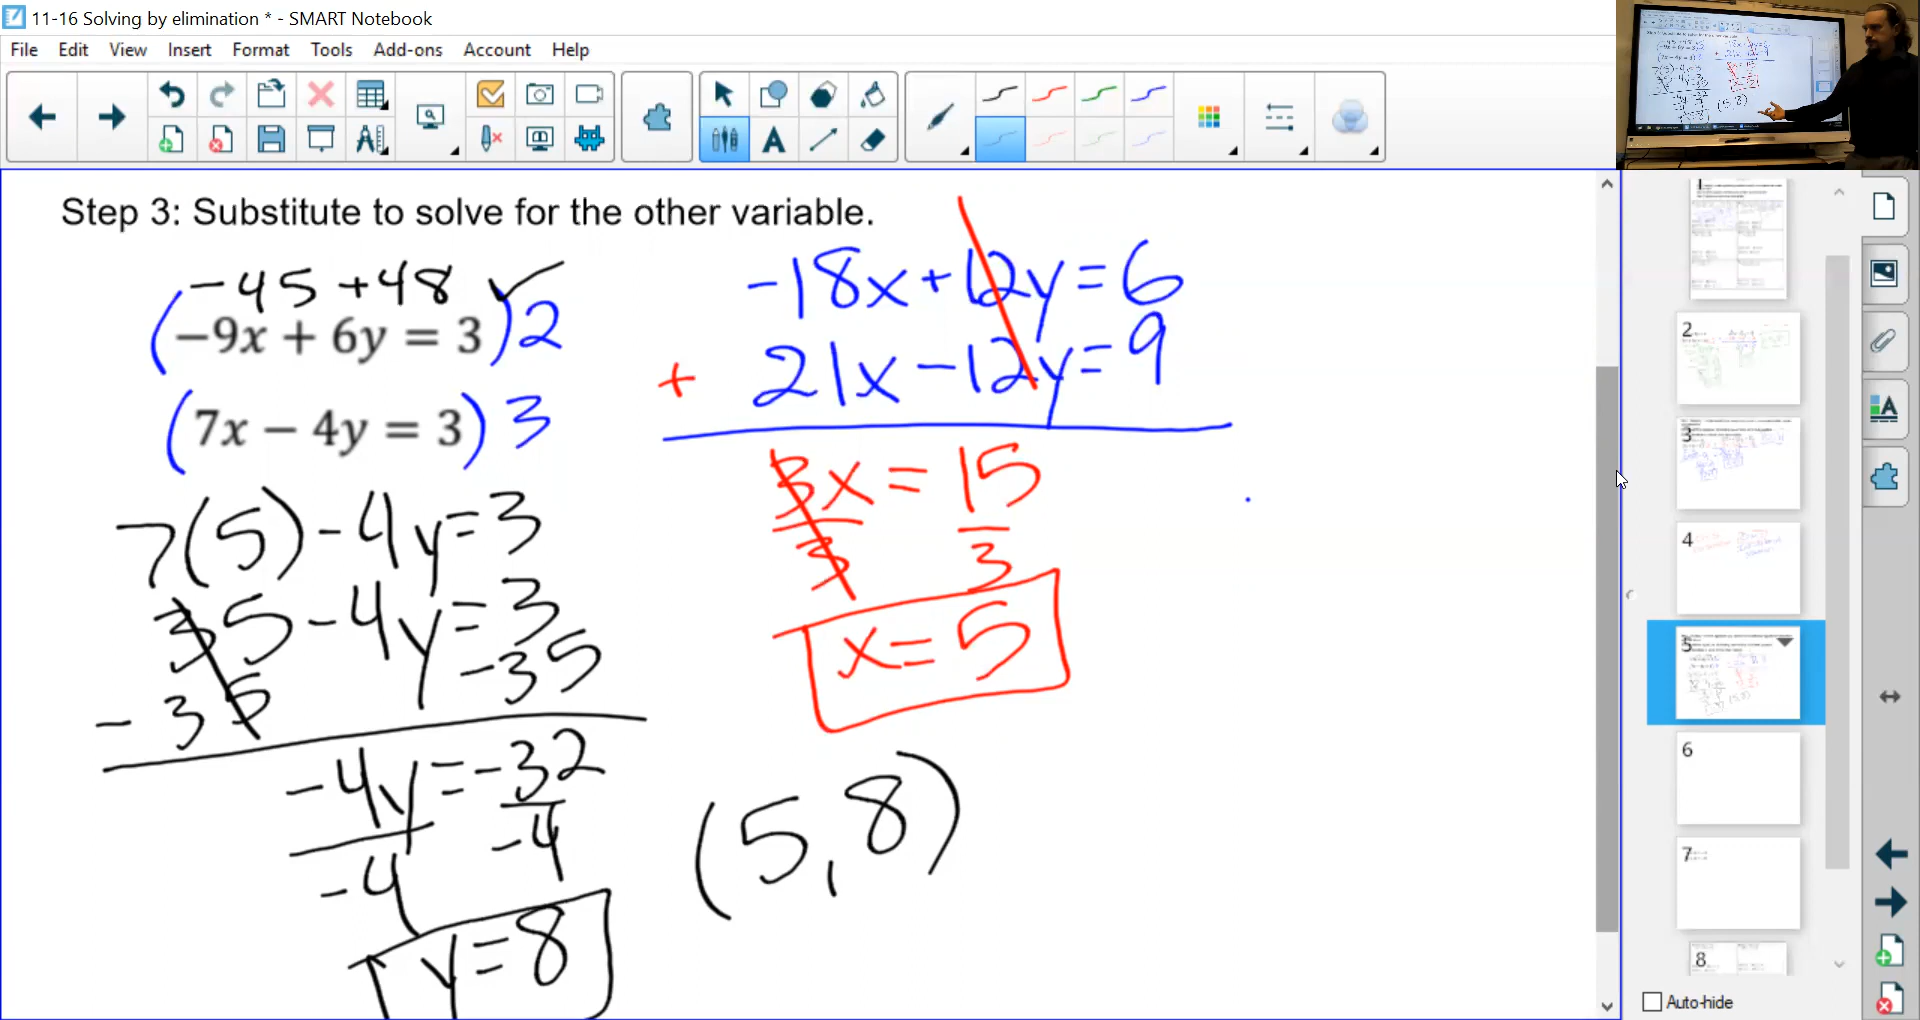 11-16 Solving by elimination * - SMART Notebook
File Edit View Insert Format Tools Add-ons Account Help
Step 3: Substitute to solve for the other variable.
-45 +48 ✓
(−9x + 6y = 3)2
(7x − 4y = 3)3
7(5)-4y=3
35-4y=3
-35 -35
-4y=-32
-4 -4
y=8
-18x+12y=6
+ 21x-12y=9
3x=15
3 3
x=5
(5,8)
1
2
3
4
5
6
7
8
Auto-hide